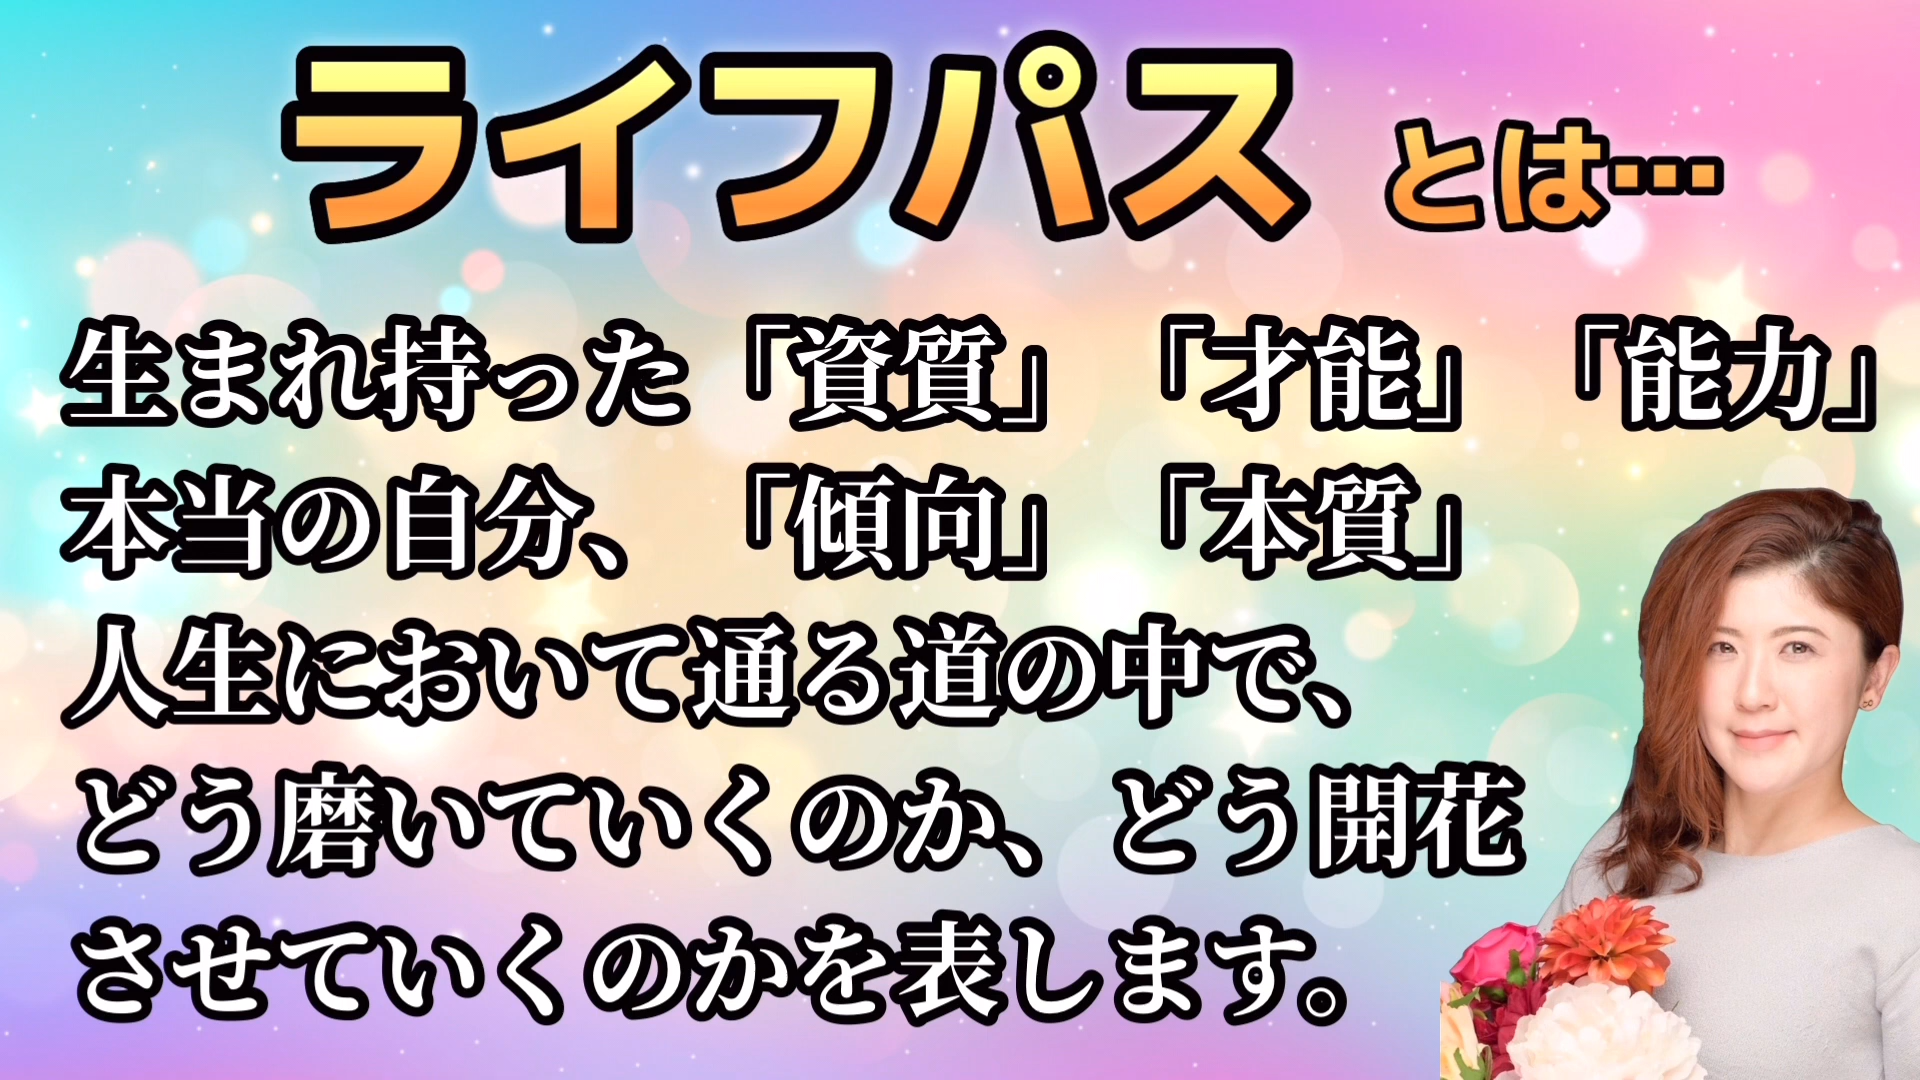 ライフパス とは…
生まれ持った「資質」「才能」「能力」
本当の自分、「傾向」「本質」
人生において通る道の中で、
どう磨いていくのか、どう開花
させていくのかを表します。